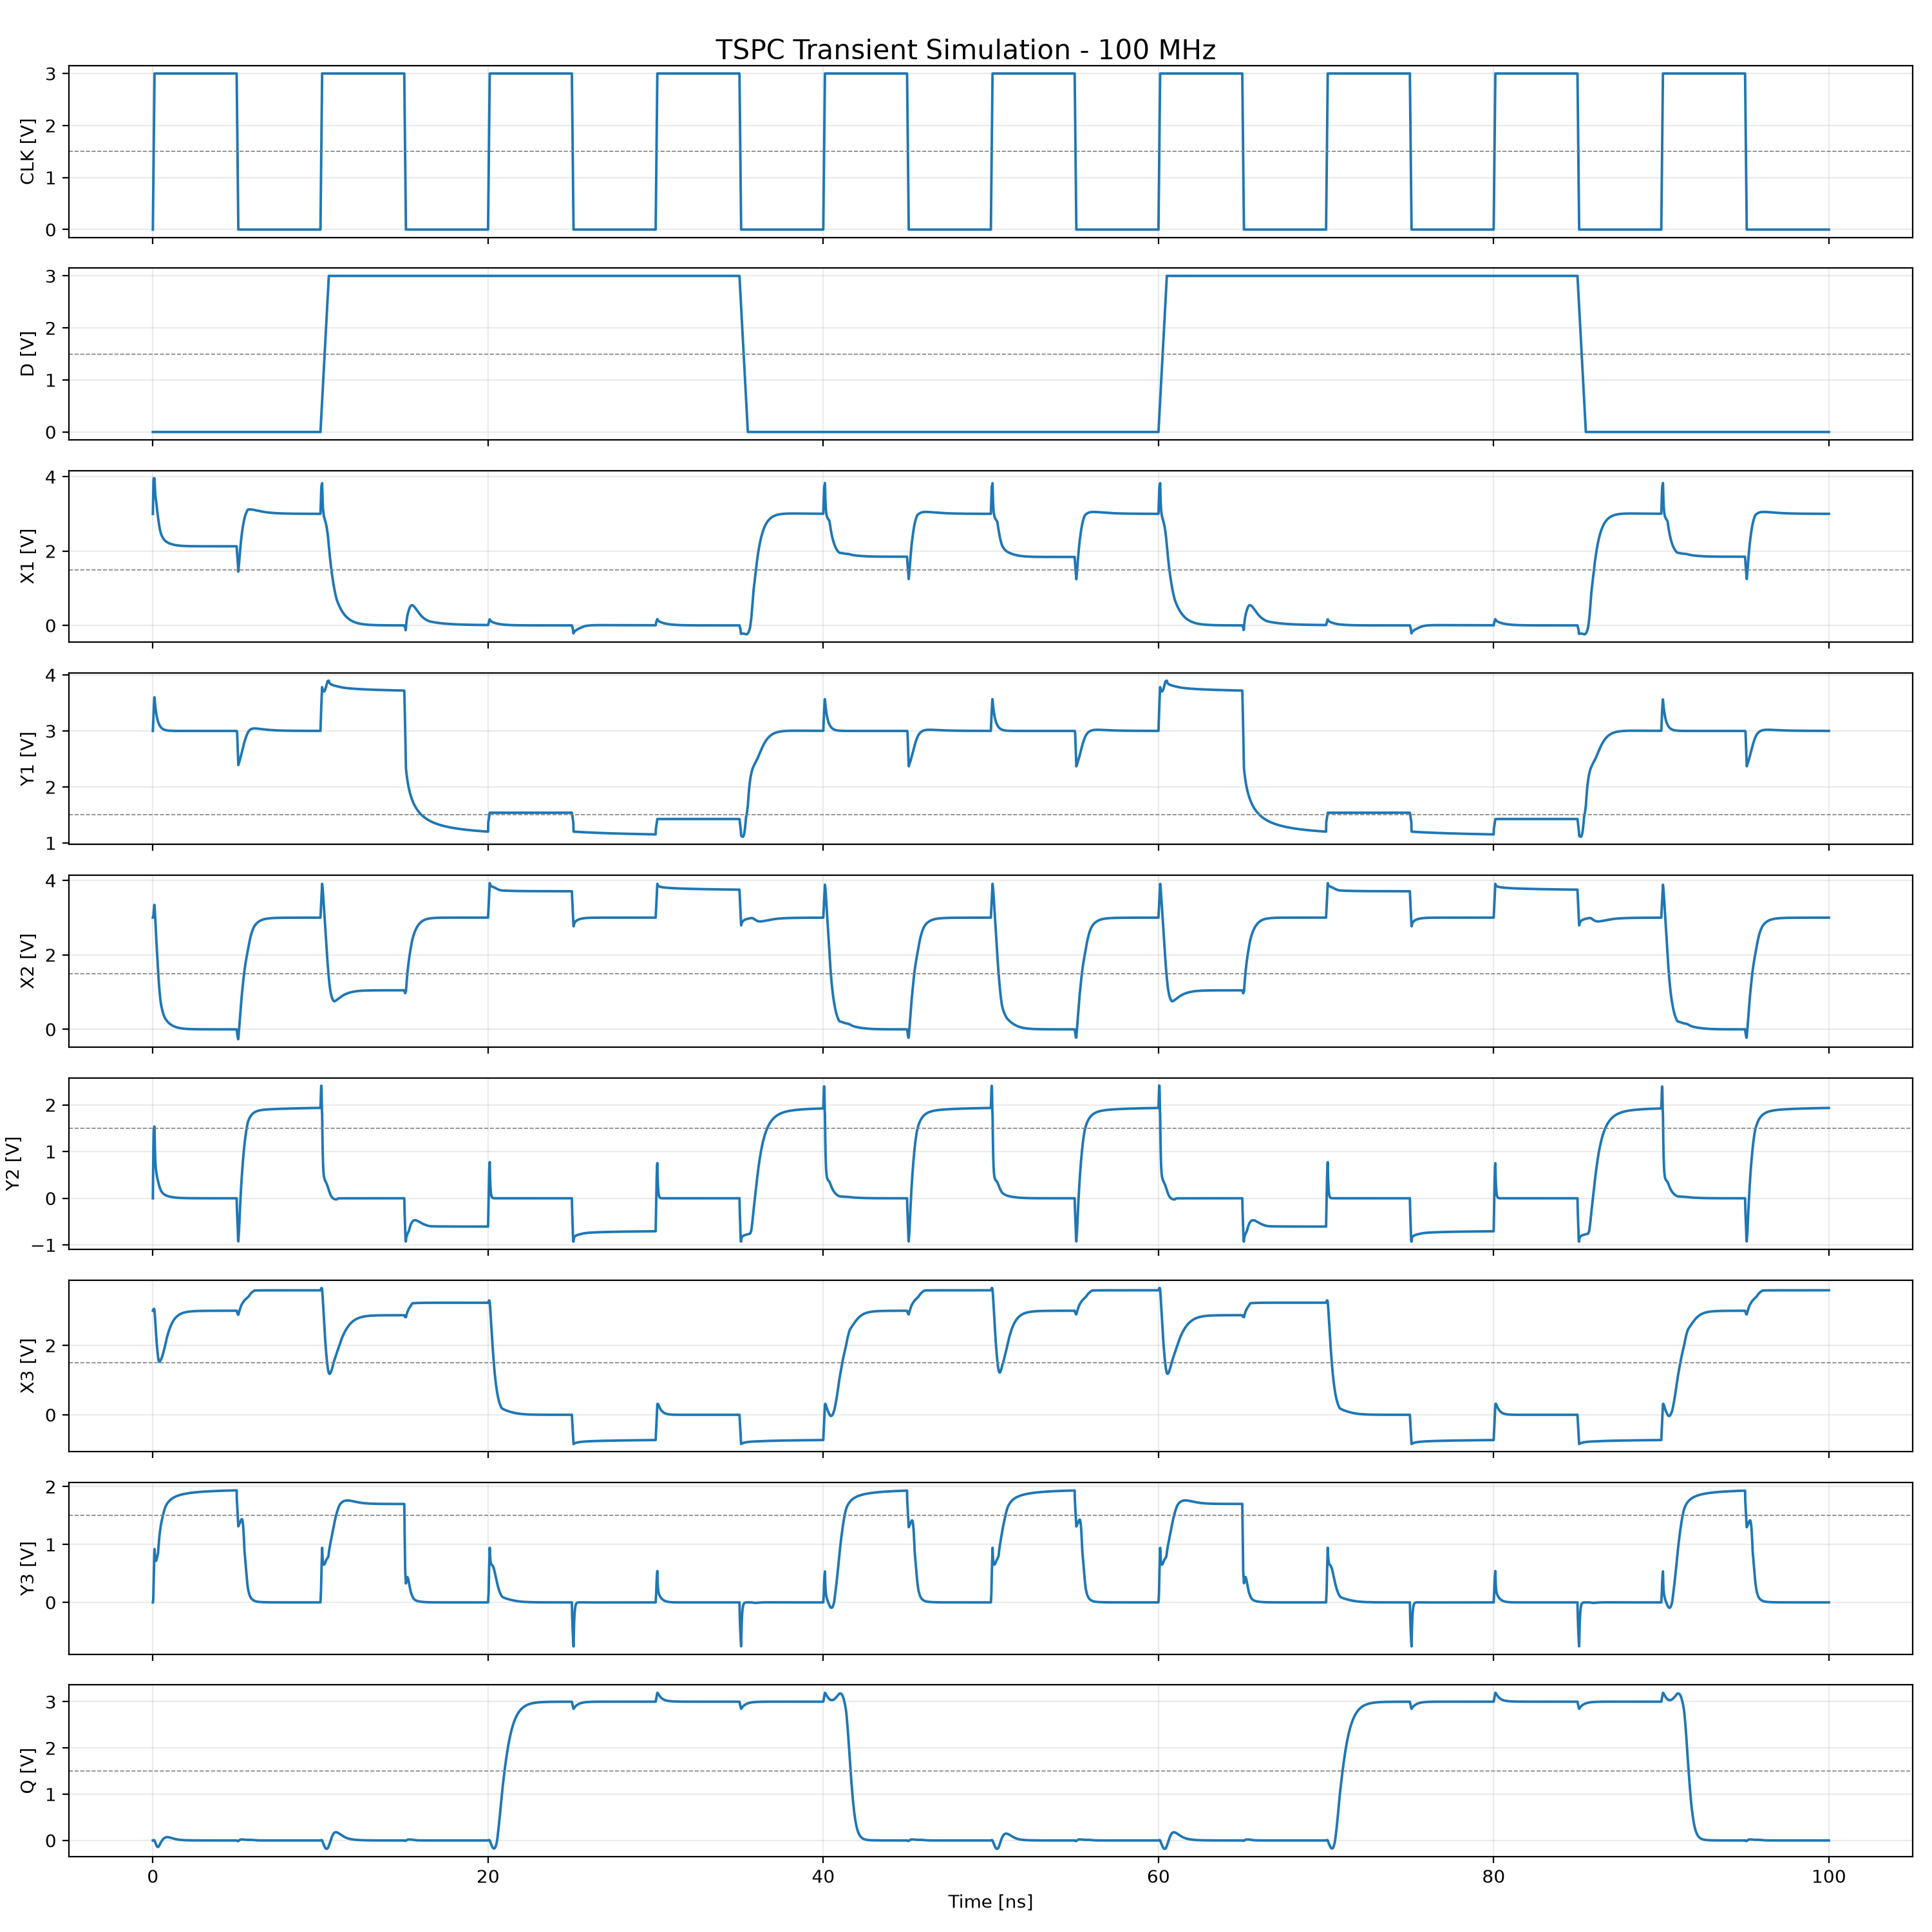 TSPC Transient Simulation - 100 MHz
CLK [V]
3
2
1
0
D [V]
3
2
1
0
X1 [V]
4
2
0
Y1 [V]
4
3
2
1
X2 [V]
4
2
0
Y2 [V]
2
1
0
−1
X3 [V]
2
0
Y3 [V]
2
1
0
Q [V]
3
2
1
0
0 20 40 60 80 100
Time [ns]